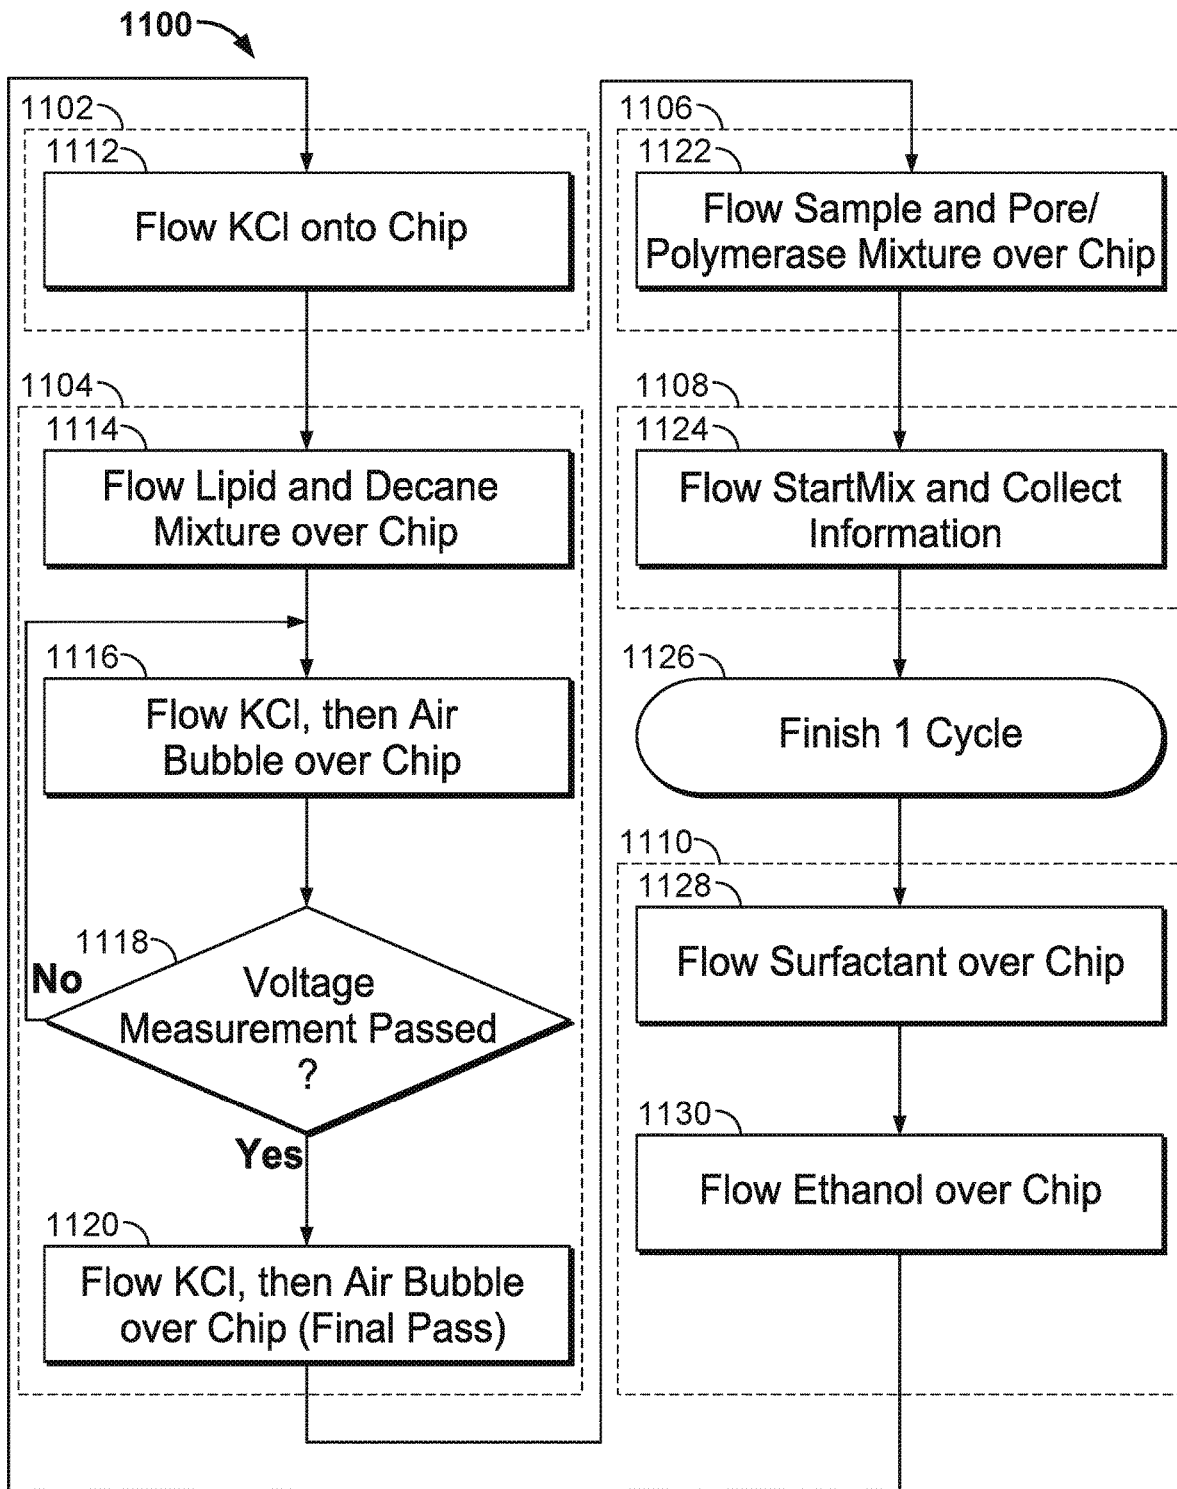 1100
1102
1112
Flow KCl onto Chip
1104
1114
Flow Lipid and Decane
Mixture over Chip
1116
Flow KCl, then Air
Bubble over Chip
1118
No
Voltage
Measurement Passed
?
Yes
1120
Flow KCl, then Air Bubble
over Chip (Final Pass)
1106
1122
Flow Sample and Pore/
Polymerase Mixture over Chip
1108
1124
Flow StartMix and Collect
Information
1126
Finish 1 Cycle
1110
1128
Flow Surfactant over Chip
1130
Flow Ethanol over Chip